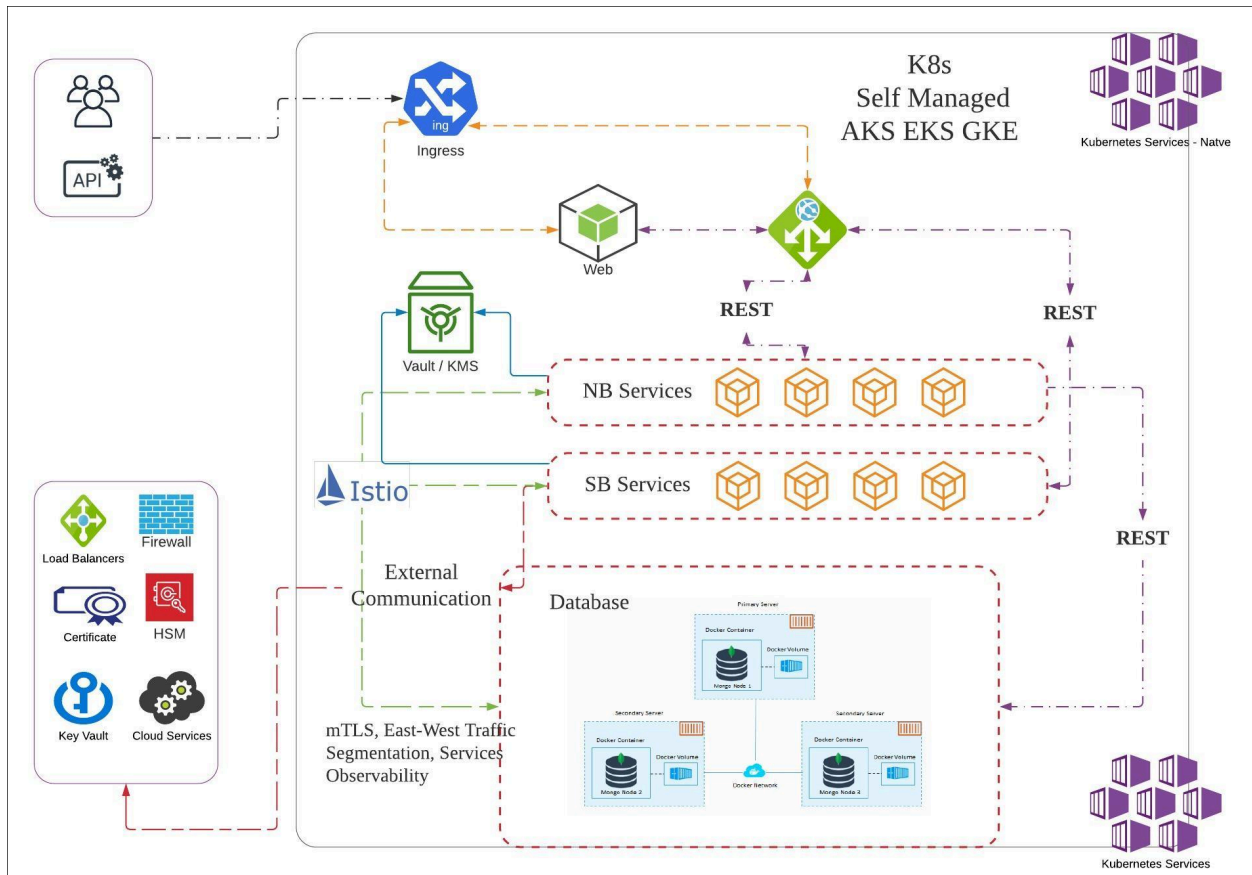 K8s
Self Managed
AKS EKS GKE
Kubernetes Services - Natve
API
ing
Ingress
Web
REST
REST
Vault / KMS
NB Services
Istio
SB Services
REST
Load Balancers
Firewall
Certificate
HSM
Key Vault
Cloud Services
External
Communication
Database
Primary Server
Docker Container
Docker Volume
Mongo Node 1
Secondary Server
Docker Container
Docker Volume
Mongo Node 2
Docker Network
Secondary Server
Docker Container
Docker Volume
Mongo Node 3
mTLS, East-West Traffic
Segmentation, Services
Observability
Kubernetes Services